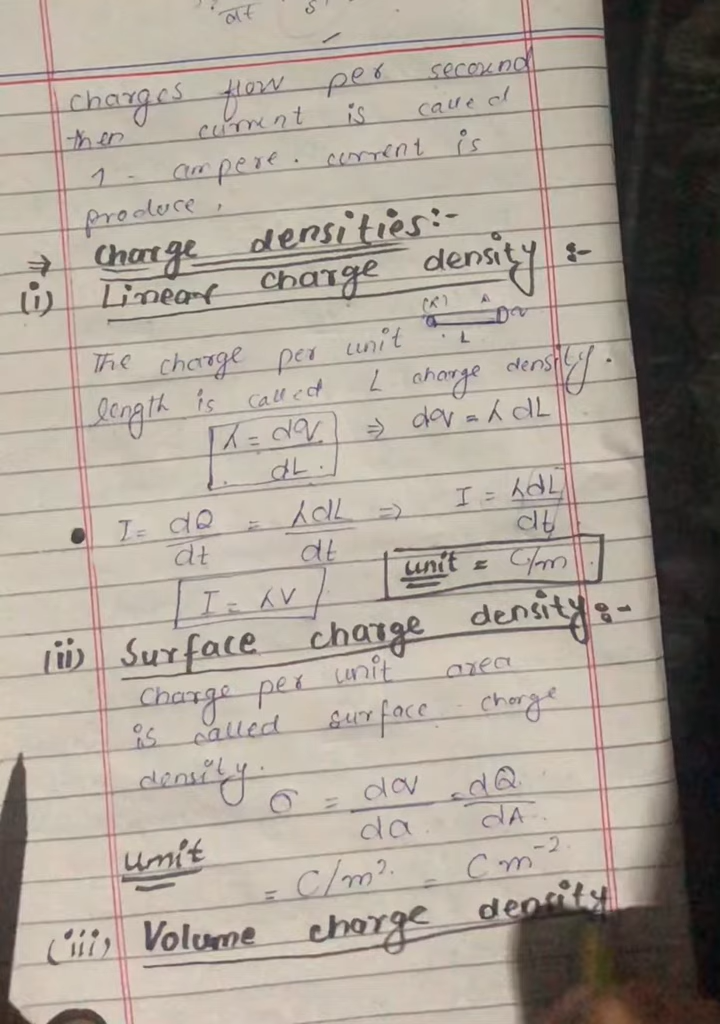 dt
charges flow per second
then current is called
1 - ampere. current is
produce.
⇒ Charge densities:-
(i) Linear charge density :-
The charge per unit
L
length is called L charge density.
λ = dq/dL ⇒ dq = λ dL
I = dQ/dt = λdL/dt ⇒ I = λdL/dt
I = λV unit = C/m
(ii) Surface charge density :-
Charge per unit area
is called surface charge
density.
σ = dq/da = dQ/dA
unit = C/m² = Cm⁻²
(iii) Volume charge density